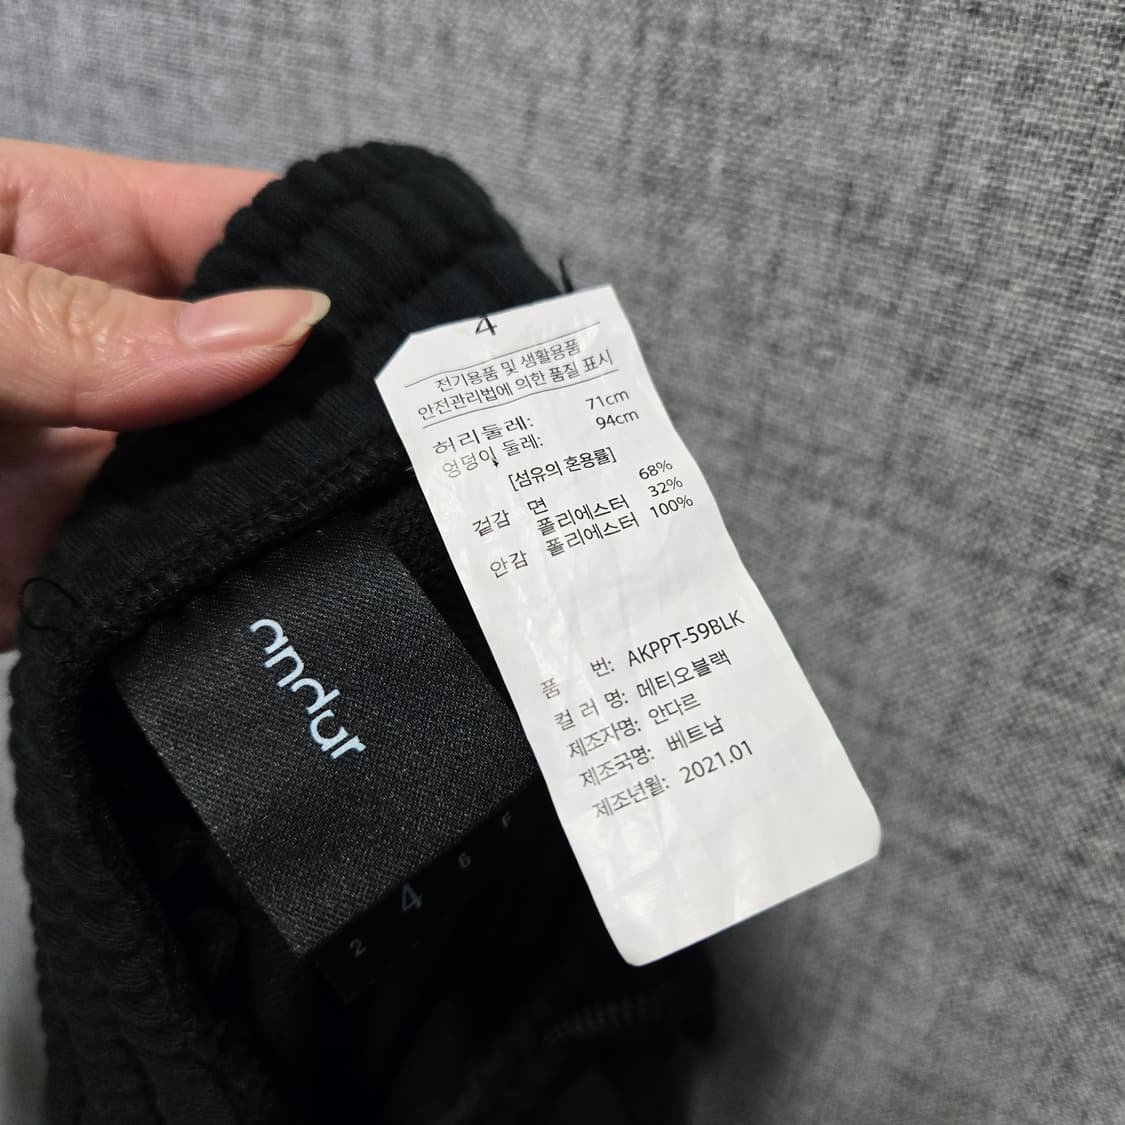 4
전기용품 및 생활용품
안전관리법에 의한 품질 표시
허리둘레: 71cm
엉덩이 둘레: 94cm
[섬유의 혼용률]
겉감 면 68%
폴리에스터 32%
안감 폴리에스터 100%
품 번: AKPPT-59BLK
컬 러 명: 메티오블랙
제조자명: 안다르
제조국명: 베트남
제조년월: 2021.01
andar
2 4 6 F